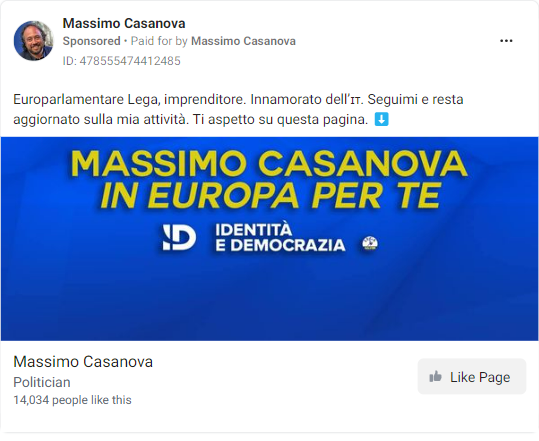 Massimo Casanova
Sponsored • Paid for by Massimo Casanova
ID: 478555474412485
Europarlamentare Lega, imprenditore. Innamorato dell’ɪᴛ. Seguimi e resta
aggiornato sulla mia attività. Ti aspetto su questa pagina. ⬇️
MASSIMO CASANOVA
IN EUROPA PER TE
ID IDENTITÀ
E DEMOCRAZIA
Massimo Casanova
Politician
14,034 people like this
Like Page